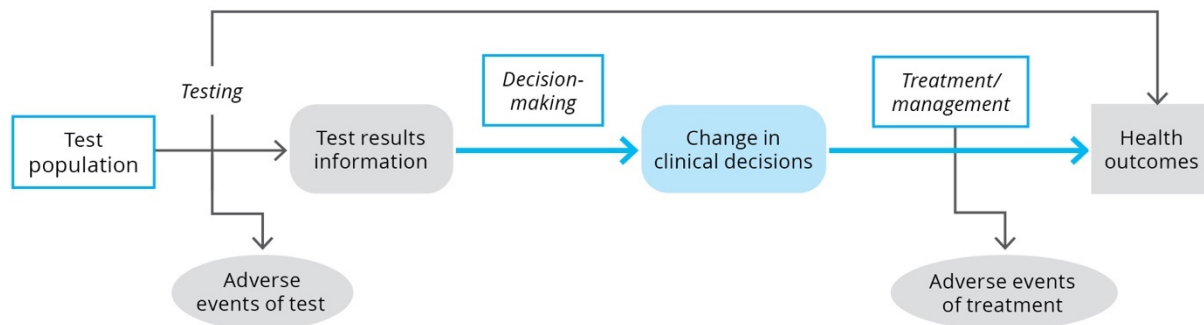 Testing
Decision-
making
Treatment/
management
Test
population
Test results
information
Change in
clinical decisions
Health
outcomes
Adverse
events of test
Adverse events
of treatment